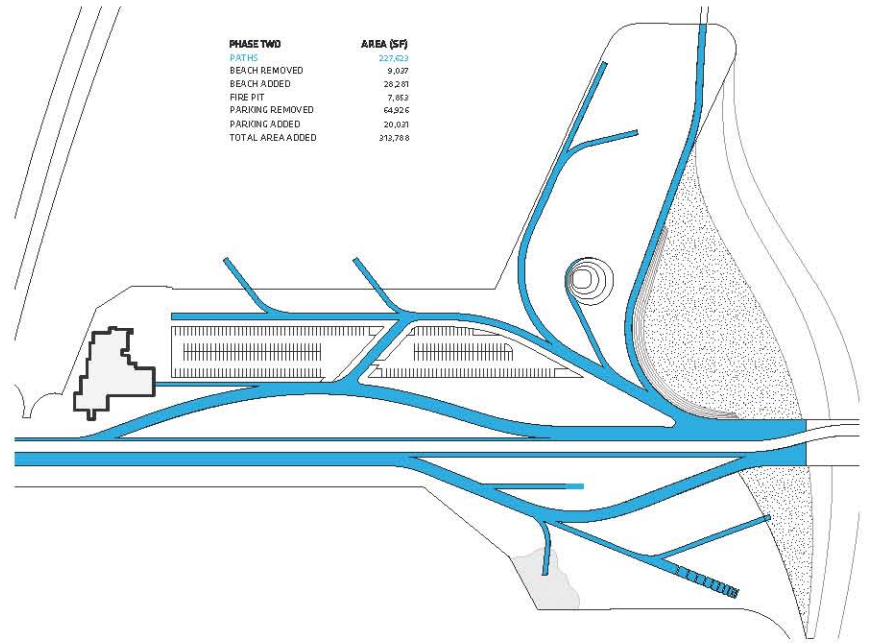 PHASE TWO AREA (SF)
PATHS 227,623
BEACH REMOVED 9,037
BEACH ADDED 28,281
FIRE PIT 7,853
PARKING REMOVED 64,926
PARKING ADDED 20,031
TOTAL AREA ADDED 313,788